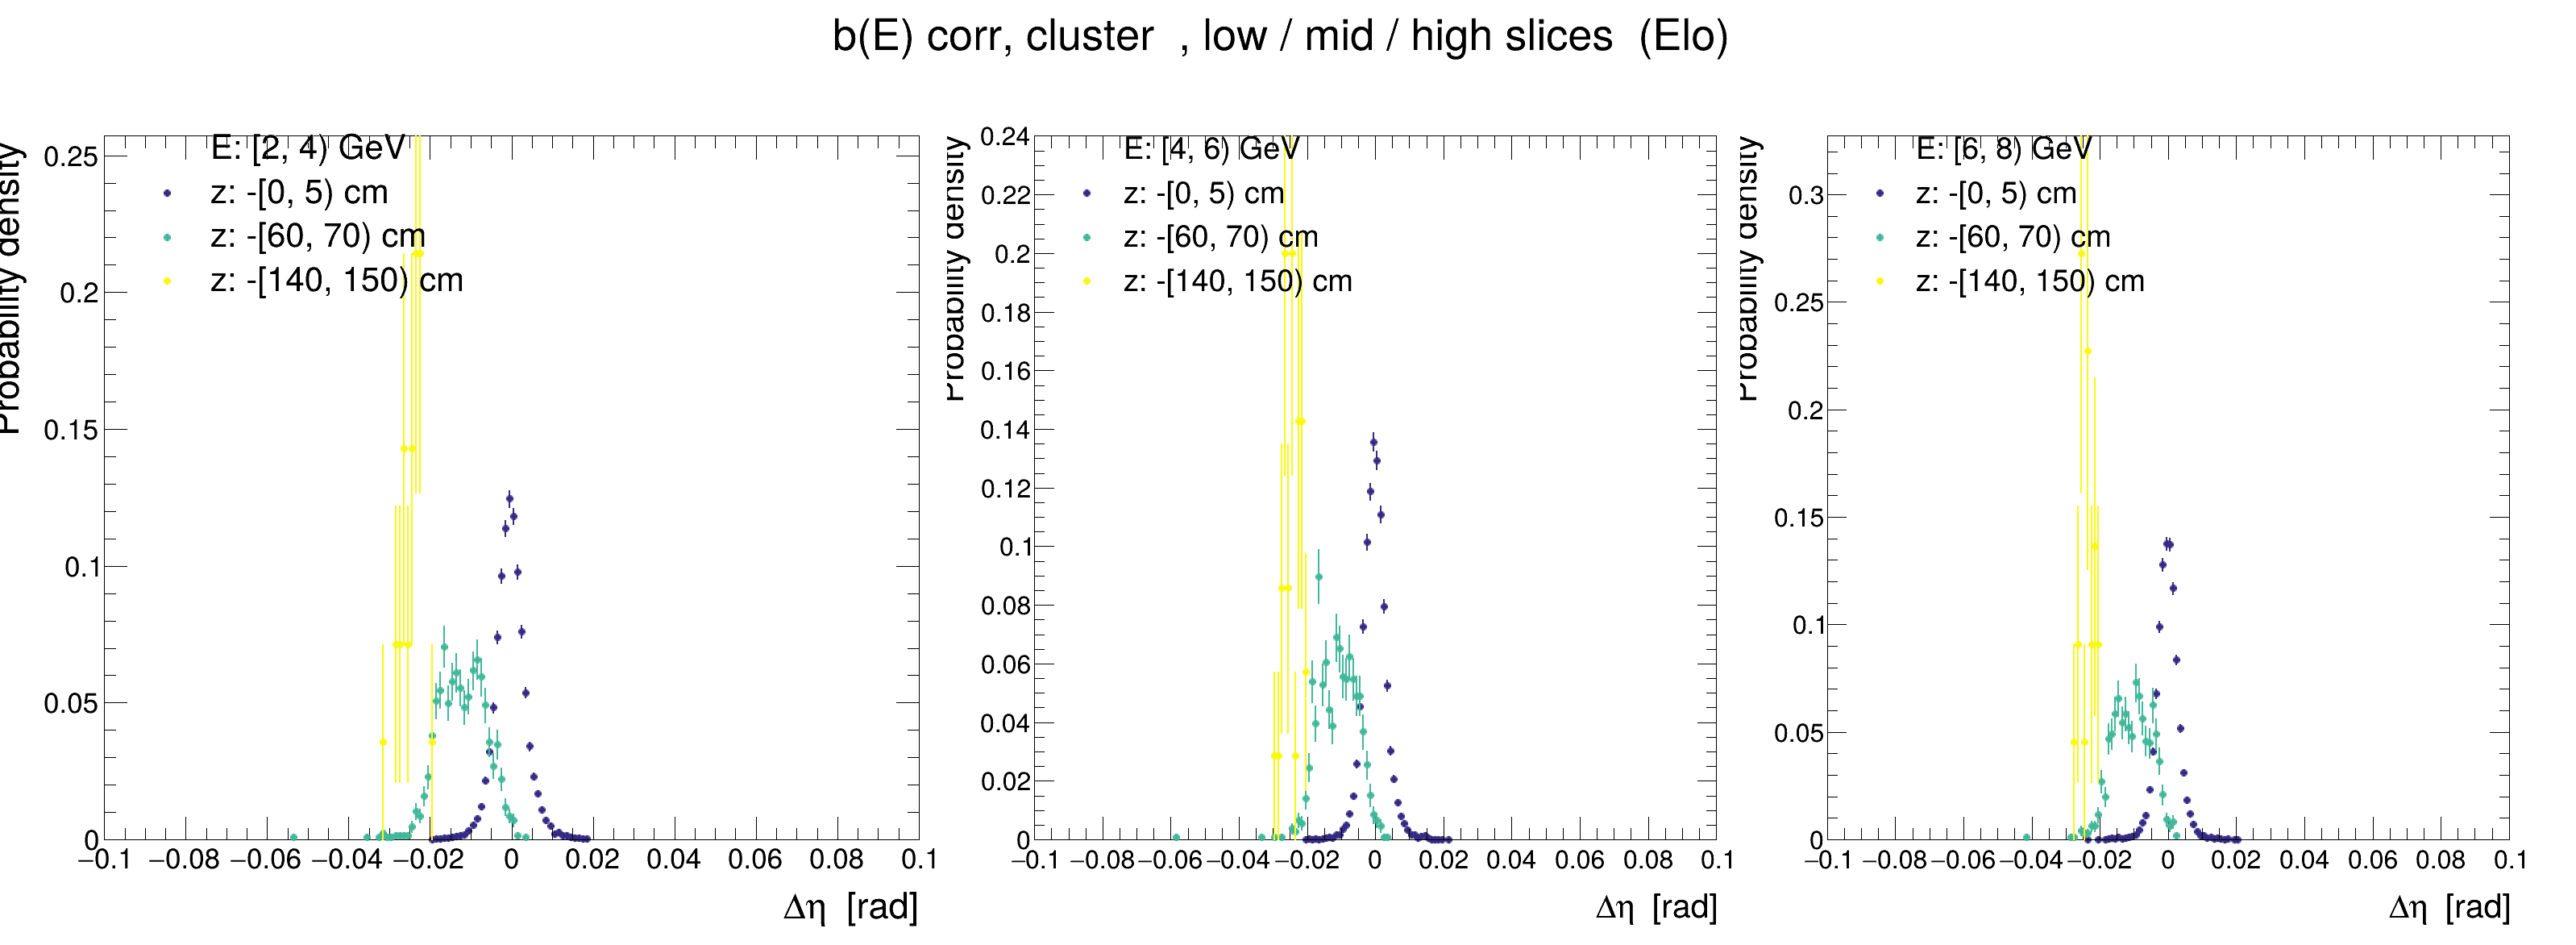 b(E) corr, cluster , low / mid / high slices (Elo)
Probability density
E: [2, 4) GeV
z: -[0, 5) cm
z: -[60, 70) cm
z: -[140, 150) cm
0.25
0.2
0.15
0.1
0.05
0
−0.1 −0.08 −0.06 −0.04 −0.02 0 0.02 0.04 0.06 0.08 0.1
Δη [rad]
Probability density
E: [4, 6) GeV
z: -[0, 5) cm
z: -[60, 70) cm
z: -[140, 150) cm
0.24
0.22
0.2
0.18
0.16
0.14
0.12
0.1
0.08
0.06
0.04
0.02
0
−0.1 −0.08 −0.06 −0.04 −0.02 0 0.02 0.04 0.06 0.08 0.1
Δη [rad]
Probability density
E: [6, 8) GeV
z: -[0, 5) cm
z: -[60, 70) cm
z: -[140, 150) cm
0.3
0.25
0.2
0.15
0.1
0.05
0
−0.1 −0.08 −0.06 −0.04 −0.02 0 0.02 0.04 0.06 0.08 0.1
Δη [rad]